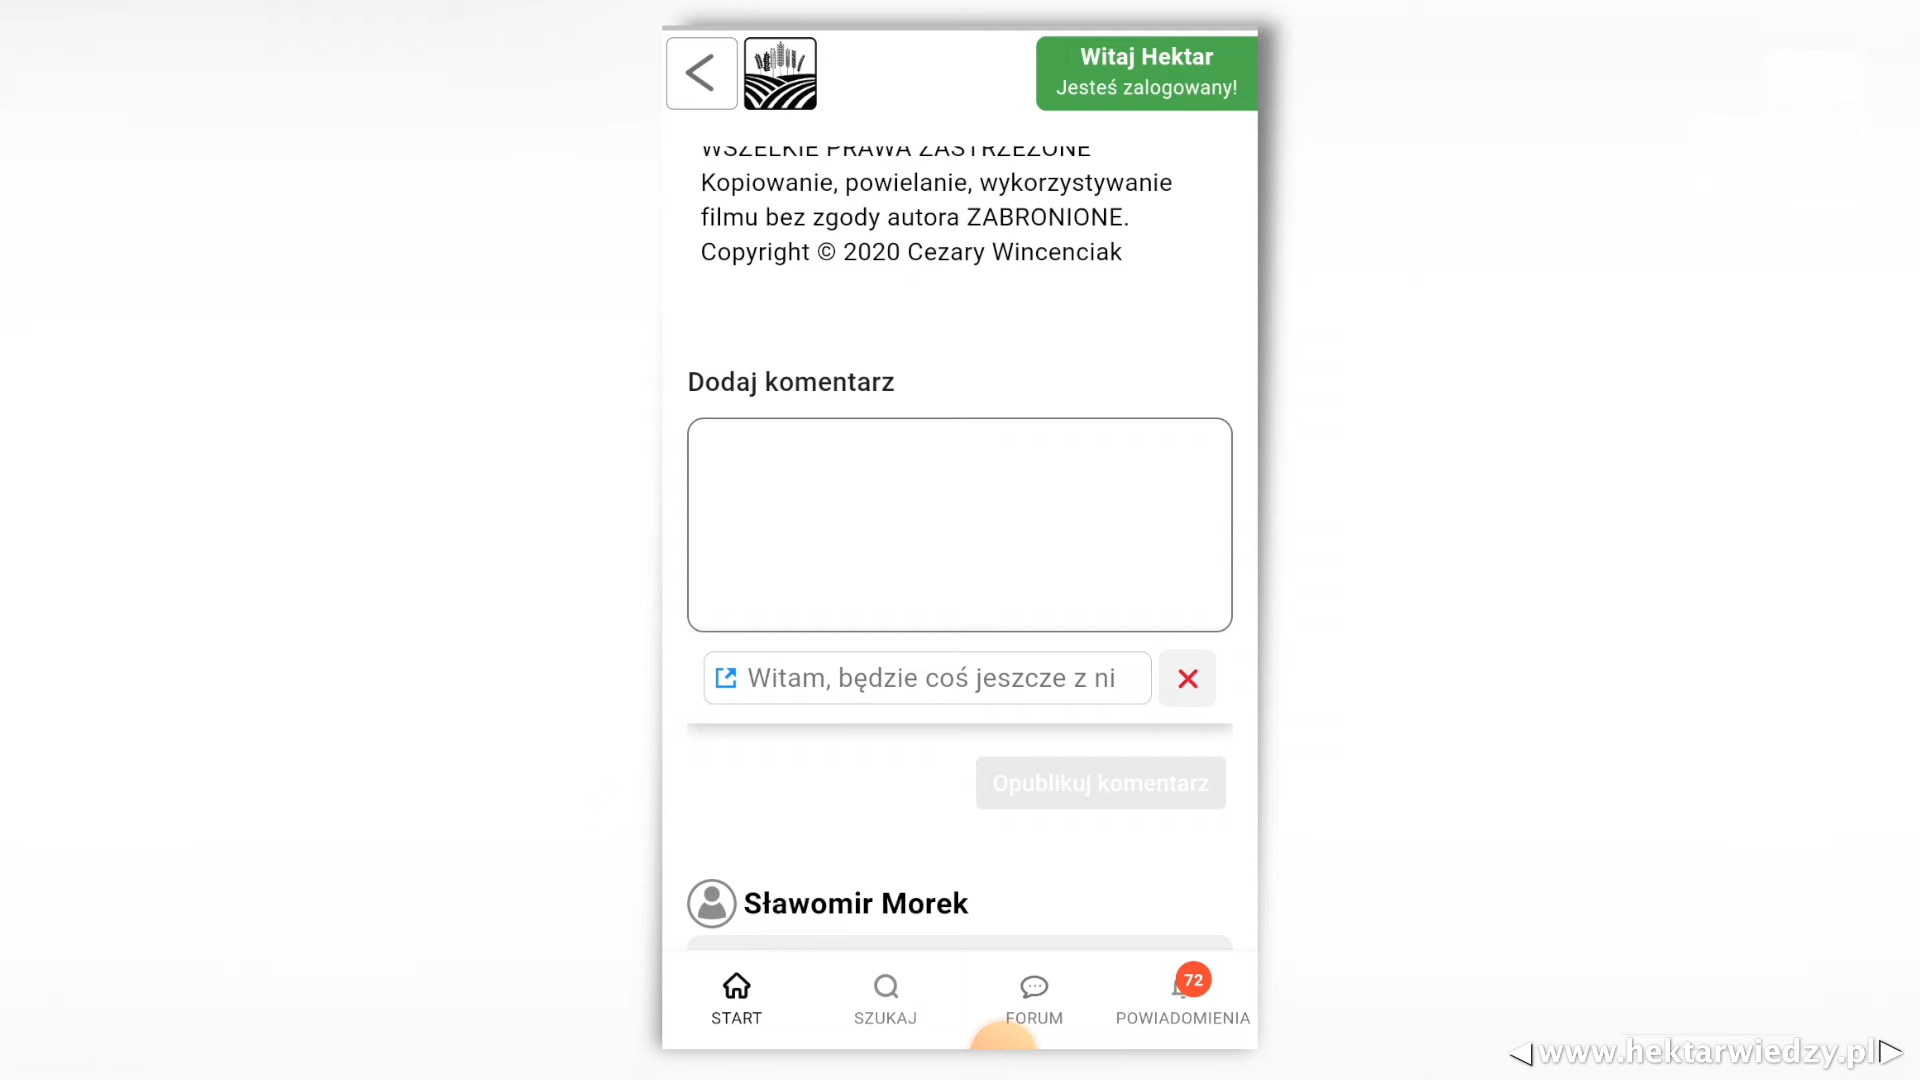 Witaj Hektar
Jesteś zalogowany!
WSZELKIE PRAWA ZASTRZEŻONE
Kopiowanie, powielanie, wykorzystywanie
filmu bez zgody autora ZABRONIONE.
Copyright © 2020 Cezary Wincenciak
Dodaj komentarz
Witam, będzie coś jeszcze z ni
Opublikuj komentarz
Sławomir Morek
72
START SZUKAJ FORUM POWIADOMIENIA
www.hektarwiedzy.pl